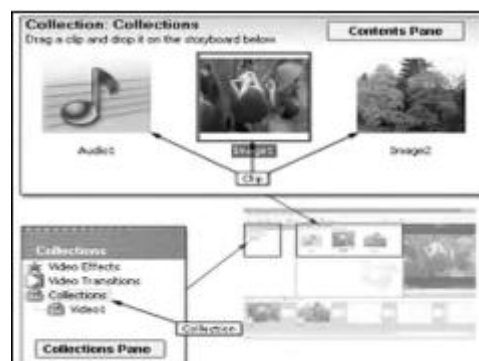 Collection: Collections
Drag a clip and drop it on the storyboard below.
Contents Pane
Audio1
Image1
Image2
Clip
Collections
Video Effects
Video Transitions
Collections
Video1
Collection
Collections Pane